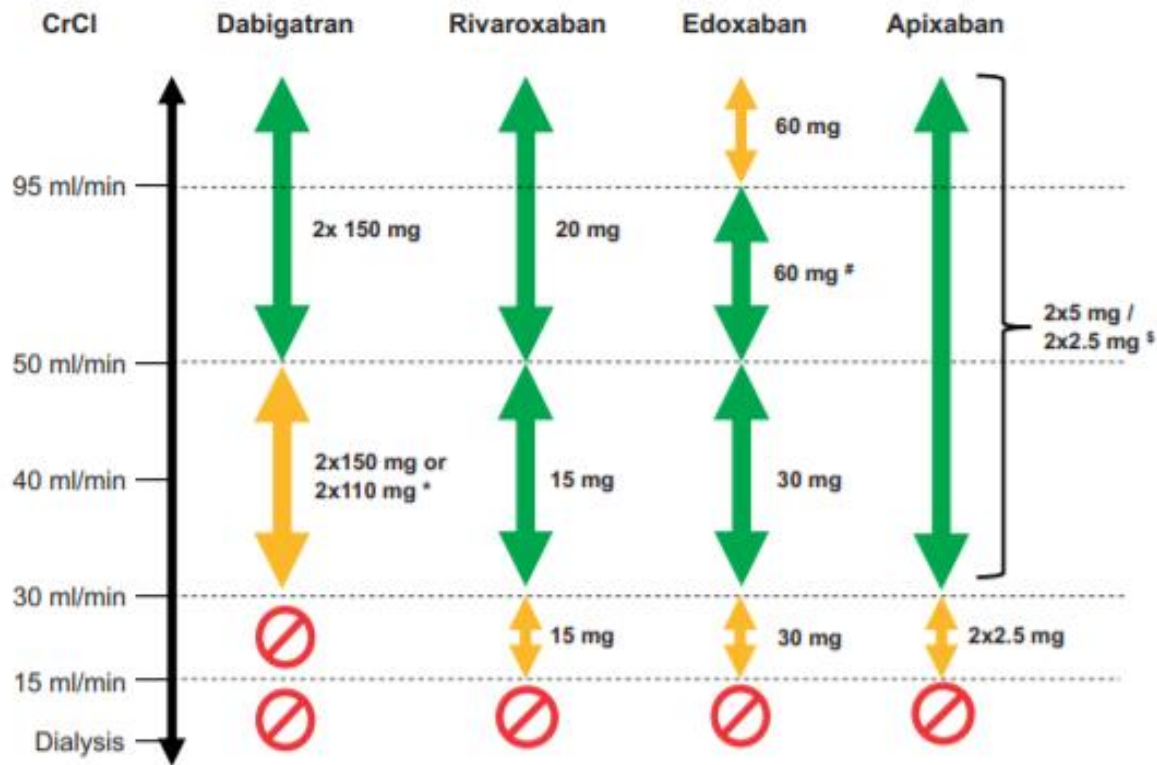 CrCl Dabigatran Rivaroxaban Edoxaban Apixaban
60 mg
95 ml/min
2x 150 mg 20 mg
60 mg #
2x5 mg /
2x2.5 mg $
50 ml/min
2x150 mg or
2x110 mg *
40 ml/min 15 mg 30 mg
30 ml/min
15 mg 30 mg 2x2.5 mg
15 ml/min
Dialysis